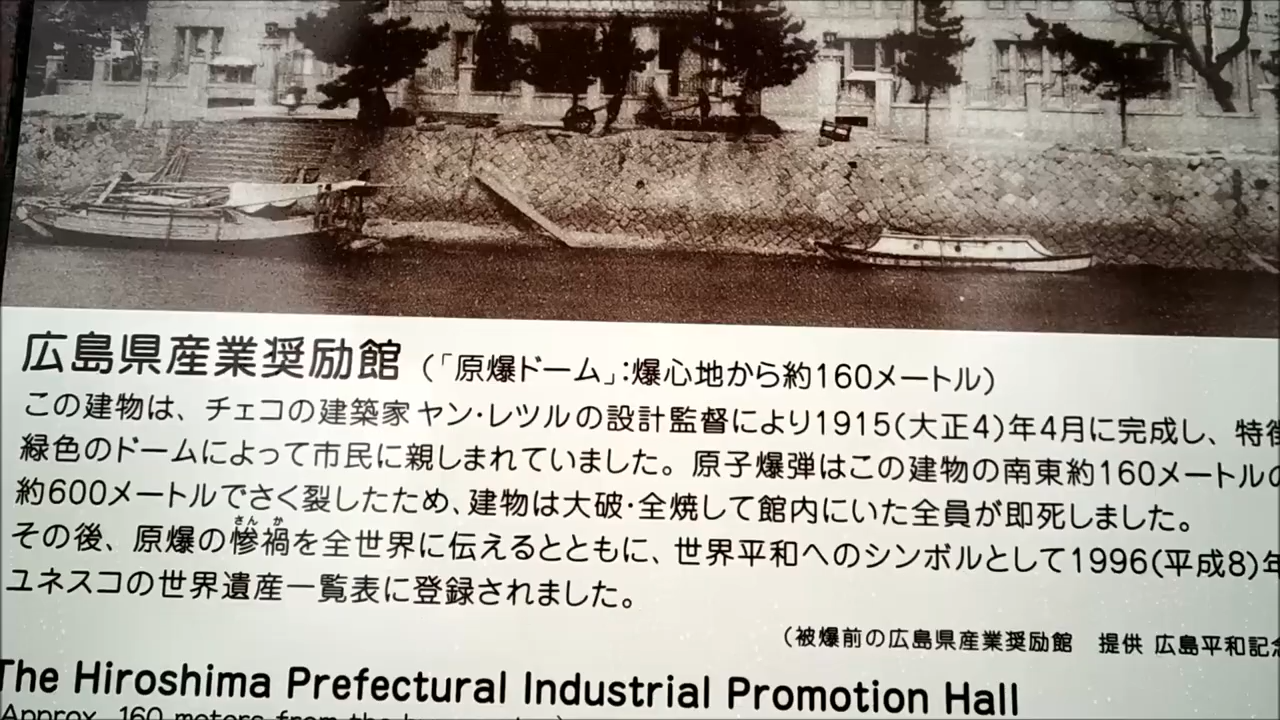 広島県産業奨励館（「原爆ドーム」：爆心地から約160メートル）
この建物は、チェコの建築家 ヤン・レツルの設計監督により1915(大正4)年4月に完成し、特徴
緑色のドームによって市民に親しまれていました。原子爆弾はこの建物の南東約160メートルの
約600メートルでさく裂したため、建物は大破・全焼して館内にいた全員が即死しました。
さん か
その後、原爆の惨禍を全世界に伝えるとともに、世界平和へのシンボルとして1996(平成8)年
ユネスコの世界遺産一覧表に登録されました。
（被爆前の広島県産業奨励館　提供 広島平和記念
The Hiroshima Prefectural Industrial Promotion Hall
(Approx. 160 meters from the hypocenter)